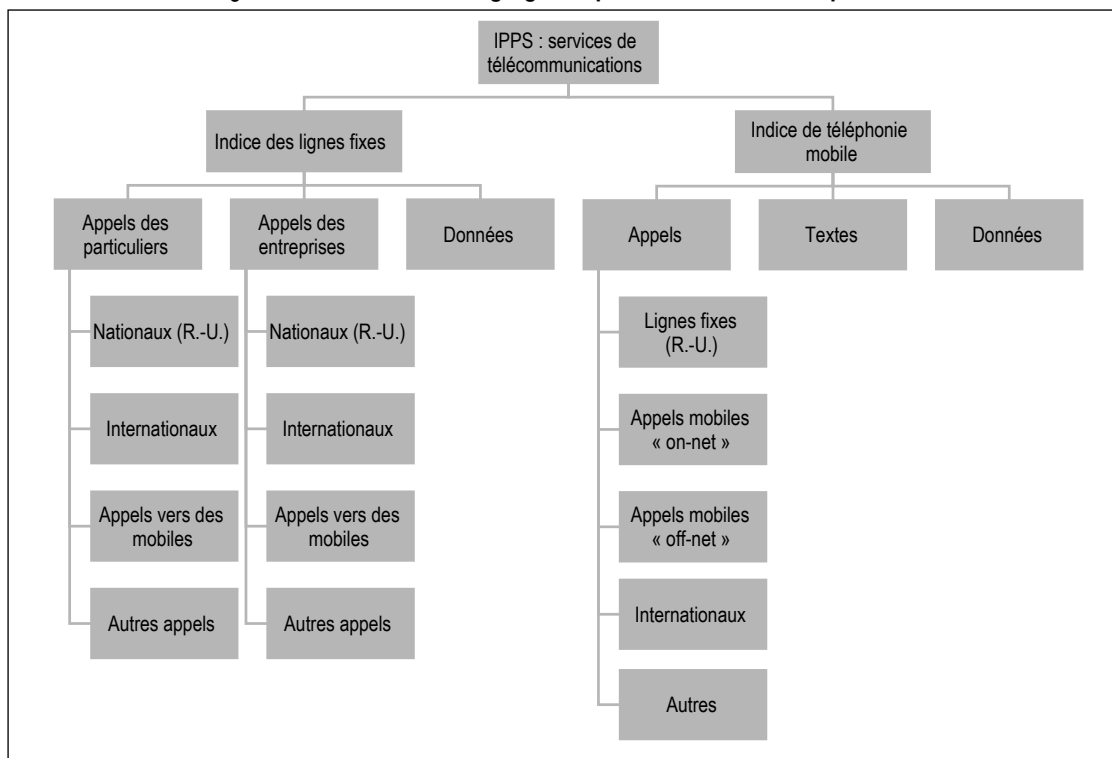 IPPS : services de
télécommunications
Indice des lignes fixes
Indice de téléphonie
mobile
Appels des
particuliers
Appels des
entreprises
Données
Appels
Textes
Données
Nationaux (R.-U.)
Nationaux (R.-U.)
Lignes fixes
(R.-U.)
Internationaux
Internationaux
Appels mobiles
« on-net »
Appels vers des
mobiles
Appels vers des
mobiles
Appels mobiles
« off-net »
Autres appels
Autres appels
Internationaux
Autres